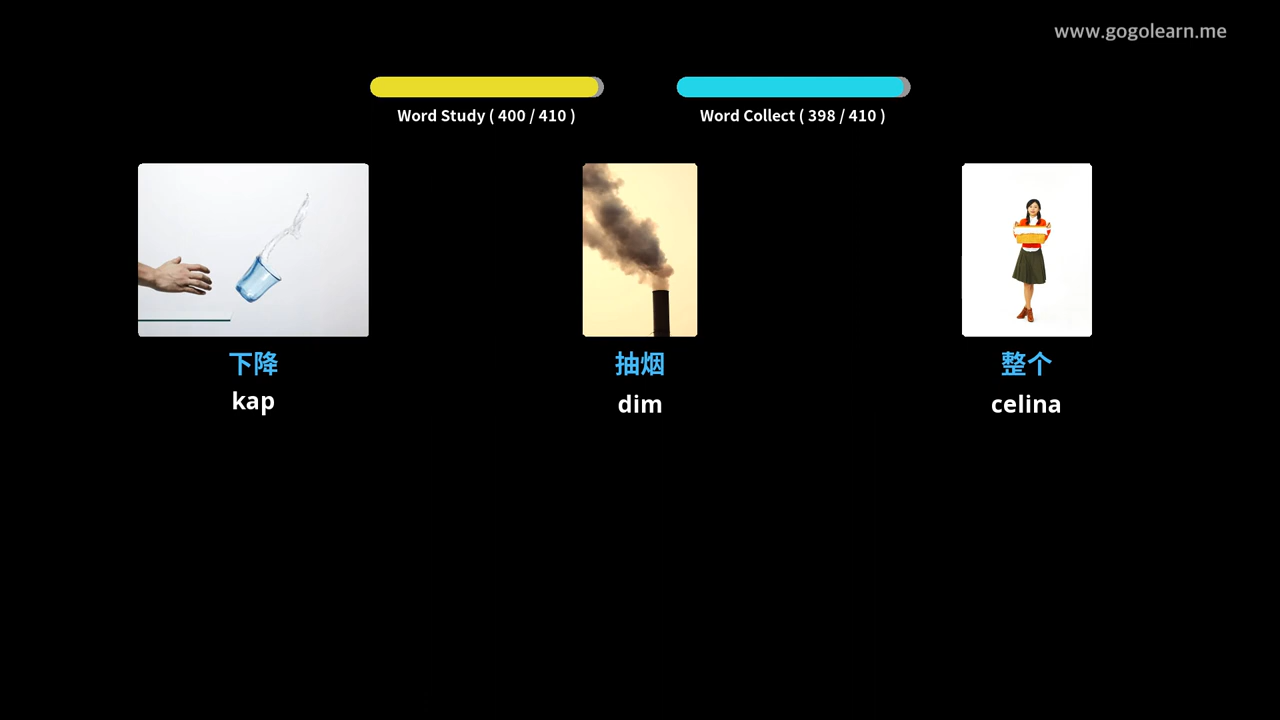 www.gogolearn.me
Word Study ( 400 / 410 )
Word Collect ( 398 / 410 )
下降
kap
抽烟
dim
整个
celina